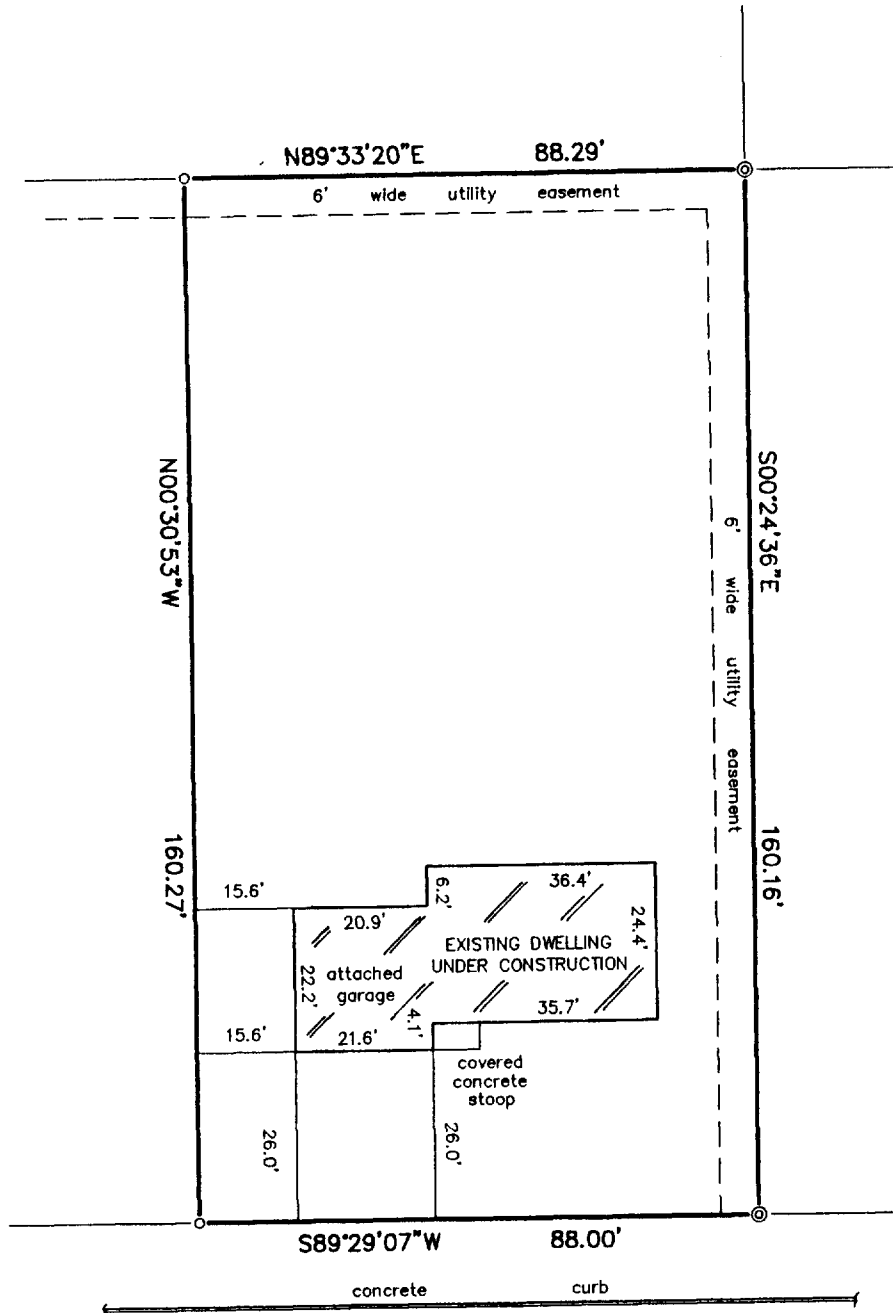 N89°33'20"E 88.29'
6' wide utility easement
N00°30'53"W 160.27'
S00°24'36"E 160.16'
6' wide utility easement
15.6'
6.2'
36.4'
20.9'
24.4'
EXISTING DWELLING
UNDER CONSTRUCTION
22.2'
attached
garage
4.1'
35.7'
15.6'
21.6'
covered
concrete
stoop
26.0'
26.0'
S89°29'07"W 88.00'
concrete curb